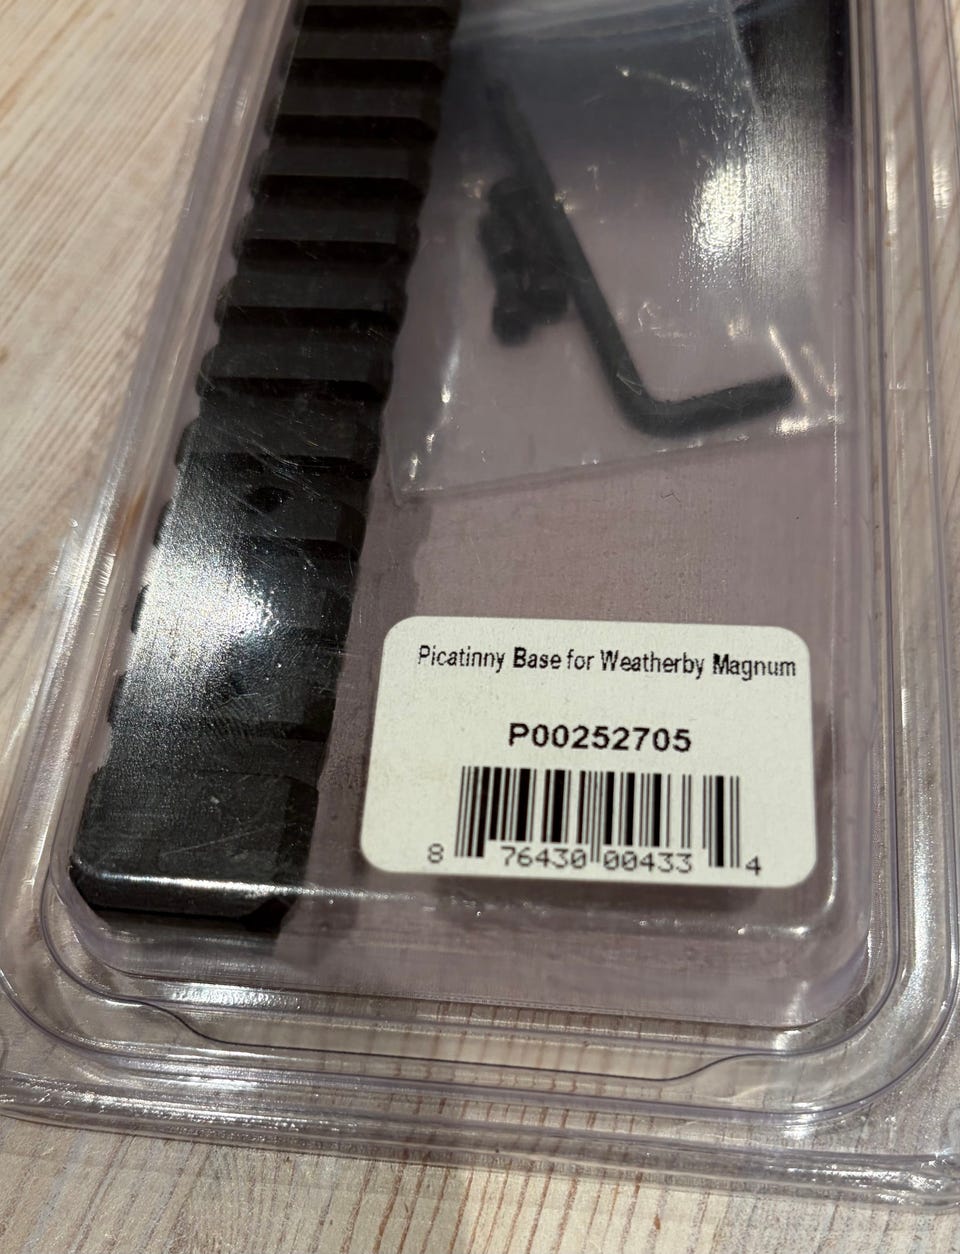 Picatinny Base for Weatherby Magnum
P00252705
8 76430 00433 4